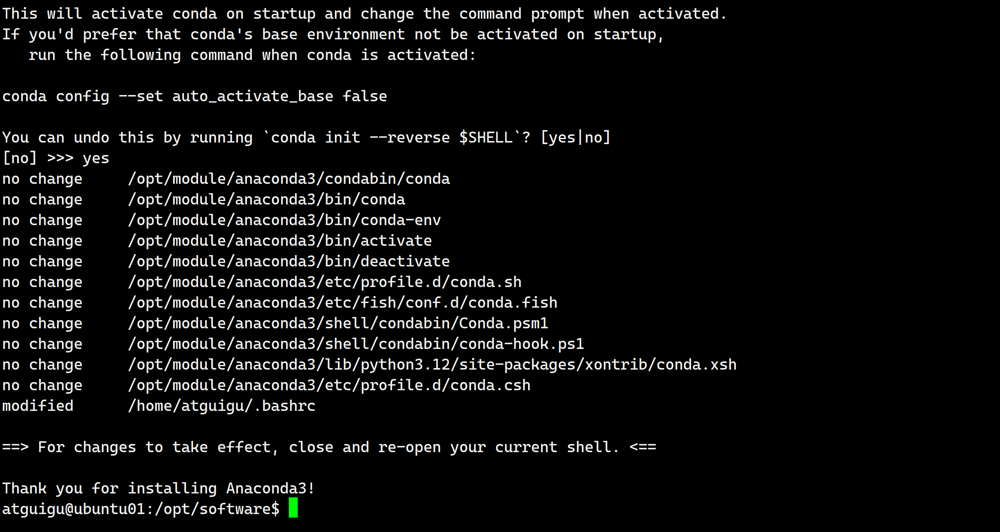 This will activate conda on startup and change the command prompt when activated.
If you'd prefer that conda's base environment not be activated on startup,
   run the following command when conda is activated:

conda config --set auto_activate_base false

You can undo this by running `conda init --reverse $SHELL`? [yes|no]
[no] >>> yes
no change     /opt/module/anaconda3/condabin/conda
no change     /opt/module/anaconda3/bin/conda
no change     /opt/module/anaconda3/bin/conda-env
no change     /opt/module/anaconda3/bin/activate
no change     /opt/module/anaconda3/bin/deactivate
no change     /opt/module/anaconda3/etc/profile.d/conda.sh
no change     /opt/module/anaconda3/etc/fish/conf.d/conda.fish
no change     /opt/module/anaconda3/shell/condabin/Conda.psm1
no change     /opt/module/anaconda3/shell/condabin/conda-hook.ps1
no change     /opt/module/anaconda3/lib/python3.12/site-packages/xontrib/conda.xsh
no change     /opt/module/anaconda3/etc/profile.d/conda.csh
modified      /home/atguigu/.bashrc

==> For changes to take effect, close and re-open your current shell. <==

Thank you for installing Anaconda3!
atguigu@ubuntu01:/opt/software$